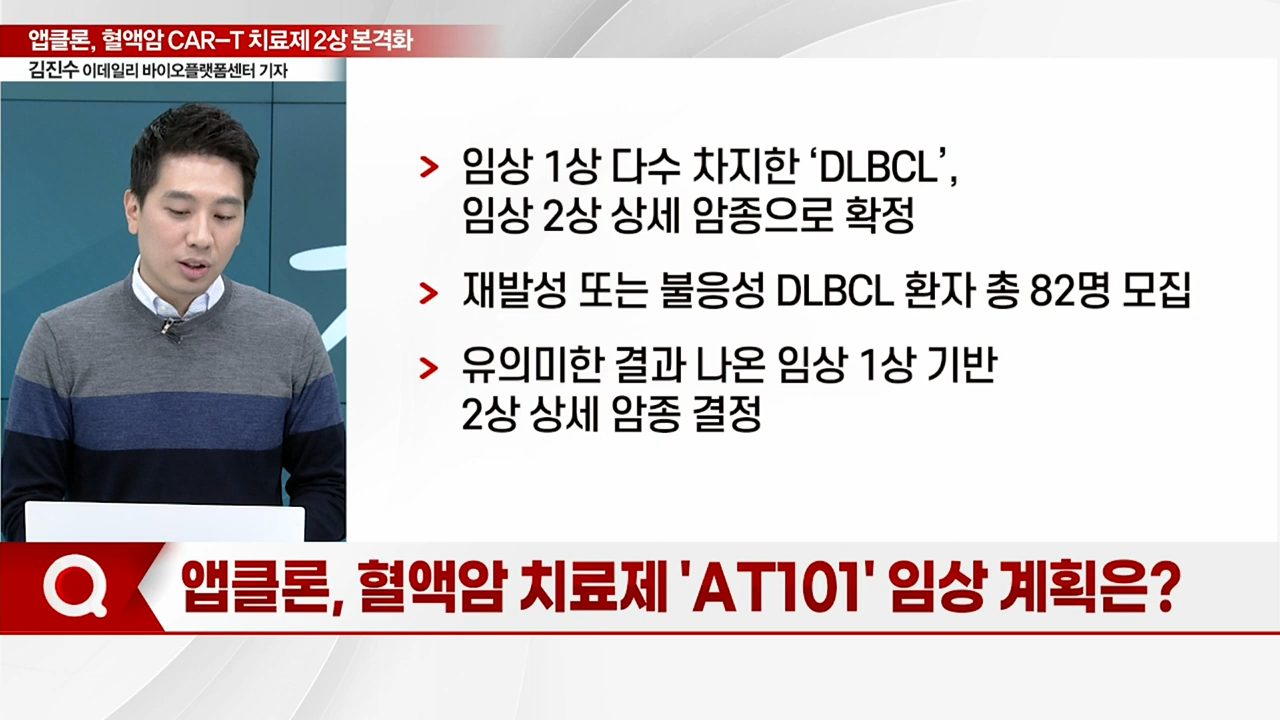 앱클론, 혈액암 CAR-T 치료제 2상 본격화
김진수 이데일리 바이오플랫폼센터 기자
> 임상 1상 다수 차지한 ‘DLBCL’,
임상 2상 상세 암종으로 확정
> 재발성 또는 불응성 DLBCL 환자 총 82명 모집
> 유의미한 결과 나온 임상 1상 기반
2상 상세 암종 결정
Q 앱클론, 혈액암 치료제 'AT101' 임상 계획은?